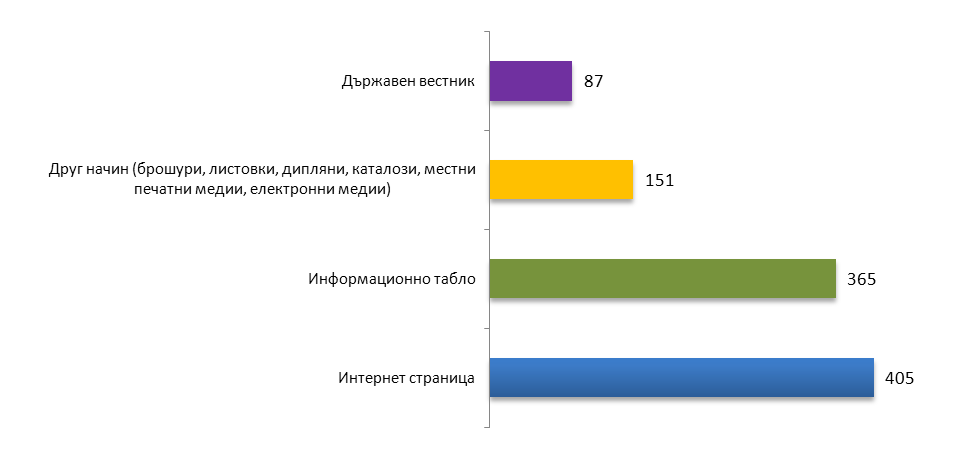 Държавен вестник
87
Друг начин (брошури, листовки, дипляни, каталози, местни
печатни медии, електронни медии)
151
Информационно табло
365
Интернет страница
405